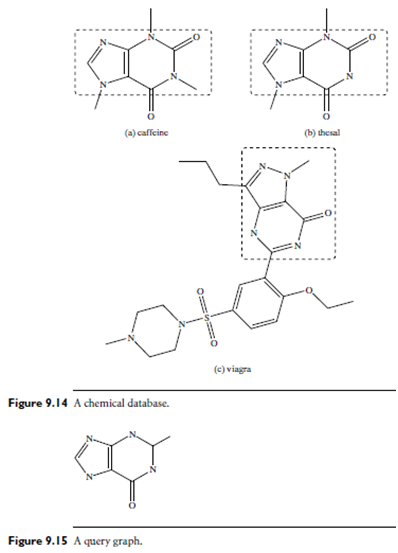 N
N
O
N
N
O
(a) caffeine
N
N
O
N
N
O
(b) thesal
N
N
O
N
N
O
O
S
N
N
O
(c) viagra
Figure 9.14 A chemical database.
N
N
N
N
O
Figure 9.15 A query graph.